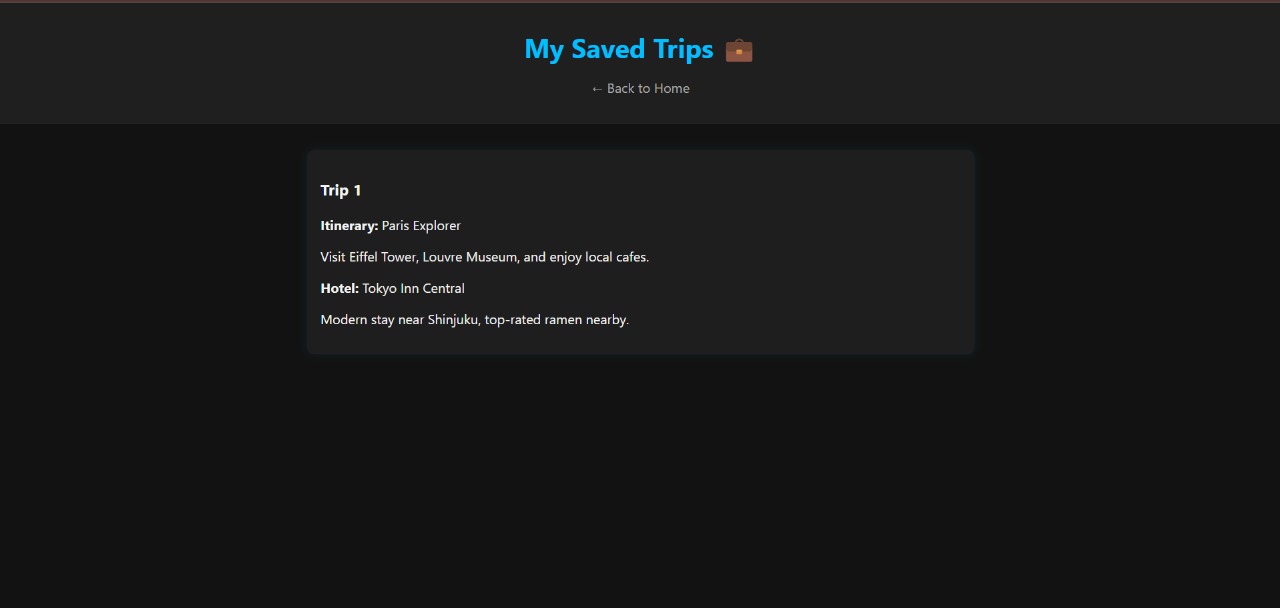 My Saved Trips 💼
← Back to Home
Trip 1
Itinerary: Paris Explorer
Visit Eiffel Tower, Louvre Museum, and enjoy local cafes.
Hotel: Tokyo Inn Central
Modern stay near Shinjuku, top-rated ramen nearby.